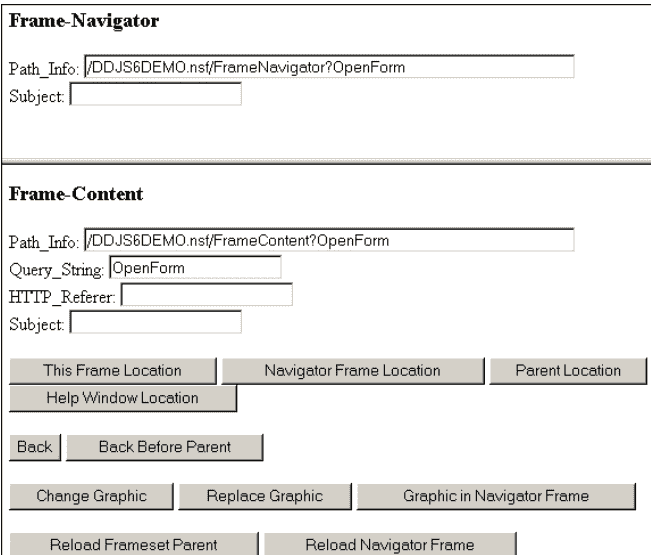 Frame-Navigator
Path_Info: /DDJS6DEMO.nsf/FrameNavigator?OpenForm
Subject:
Frame-Content
Path_Info: /DDJS6DEMO.nsf/FrameContent?OpenForm
Query_String: OpenForm
HTTP_Referer:
Subject:
This Frame Location Navigator Frame Location Parent Location
Help Window Location
Back Back Before Parent
Change Graphic Replace Graphic Graphic in Navigator Frame
Reload Frameset Parent Reload Navigator Frame